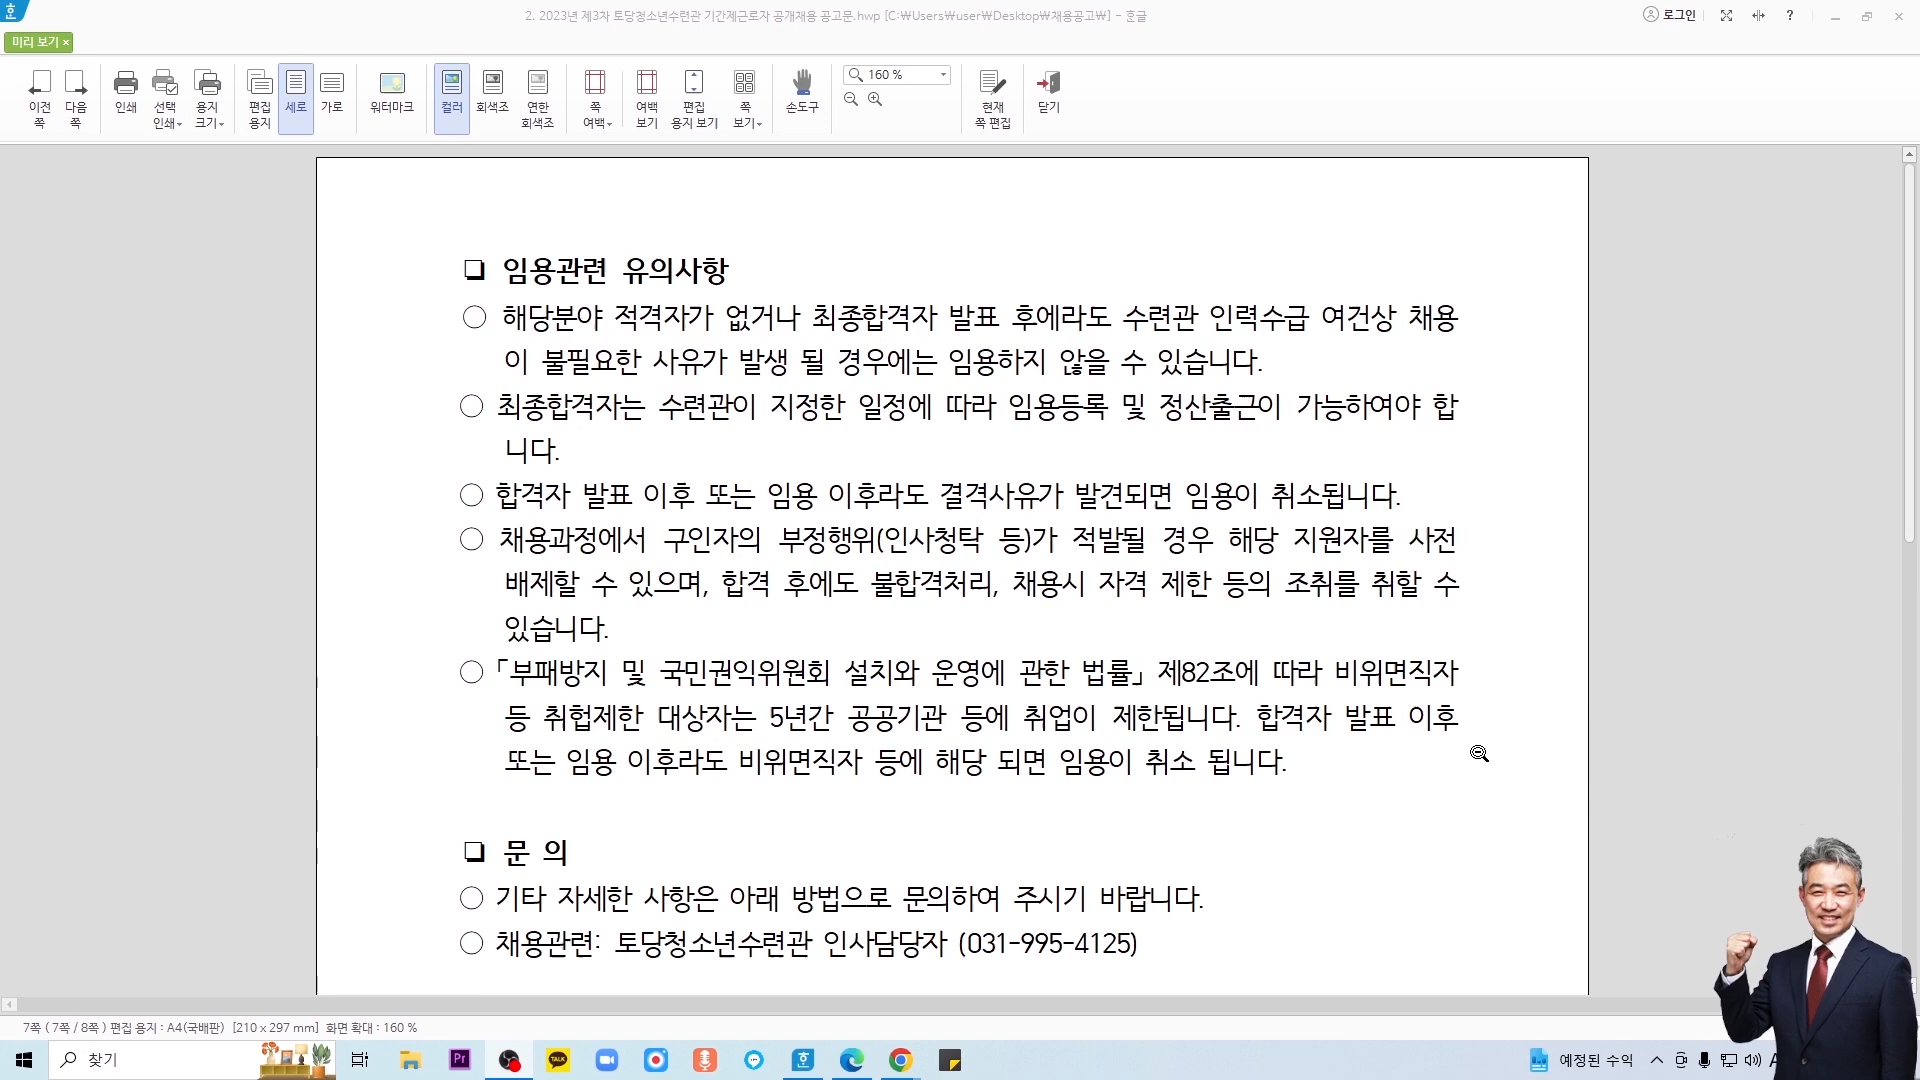 2. 2023년 제3차 토당청소년수련관 기간제근로자 공개채용 공고문.hwp [C:\Users\user\Desktop\채용공고\] - 훈글
로그인
미리 보기 ×
이전 쪽
다음 쪽
인쇄
선택 인쇄
용지 크기
편집 용지
세로
가로
워터마크
컬러
회색조
연한 회색조
쪽 여백
여백 보기
편집 용지 보기
쪽 보기
손도구
160 %
현재 쪽 편집
닫기
❏ 임용관련 유의사항
○ 해당분야 적격자가 없거나 최종합격자 발표 후에라도 수련관 인력수급 여건상 채용
이 불필요한 사유가 발생 될 경우에는 임용하지 않을 수 있습니다.
○ 최종합격자는 수련관이 지정한 일정에 따라 임용등록 및 정산출근이 가능하여야 합
니다.
○ 합격자 발표 이후 또는 임용 이후라도 결격사유가 발견되면 임용이 취소됩니다.
○ 채용과정에서 구인자의 부정행위(인사청탁 등)가 적발될 경우 해당 지원자를 사전
배제할 수 있으며, 합격 후에도 불합격처리, 채용시 자격 제한 등의 조취를 취할 수
있습니다.
○ ｢부패방지 및 국민권익위원회 설치와 운영에 관한 법률｣ 제82조에 따라 비위면직자
등 취헙제한 대상자는 5년간 공공기관 등에 취업이 제한됩니다. 합격자 발표 이후
또는 임용 이후라도 비위면직자 등에 해당 되면 임용이 취소 됩니다.
❏ 문 의
○ 기타 자세한 사항은 아래 방법으로 문의하여 주시기 바랍니다.
○ 채용관련: 토당청소년수련관 인사담당자 (031-995-4125)
7쪽 ( 7쪽 / 8쪽 ) 편집 용지 : A4(국배판) [210 x 297 mm] 화면 확대 : 160 %
찾기
Pr
TALK
예정된 수익